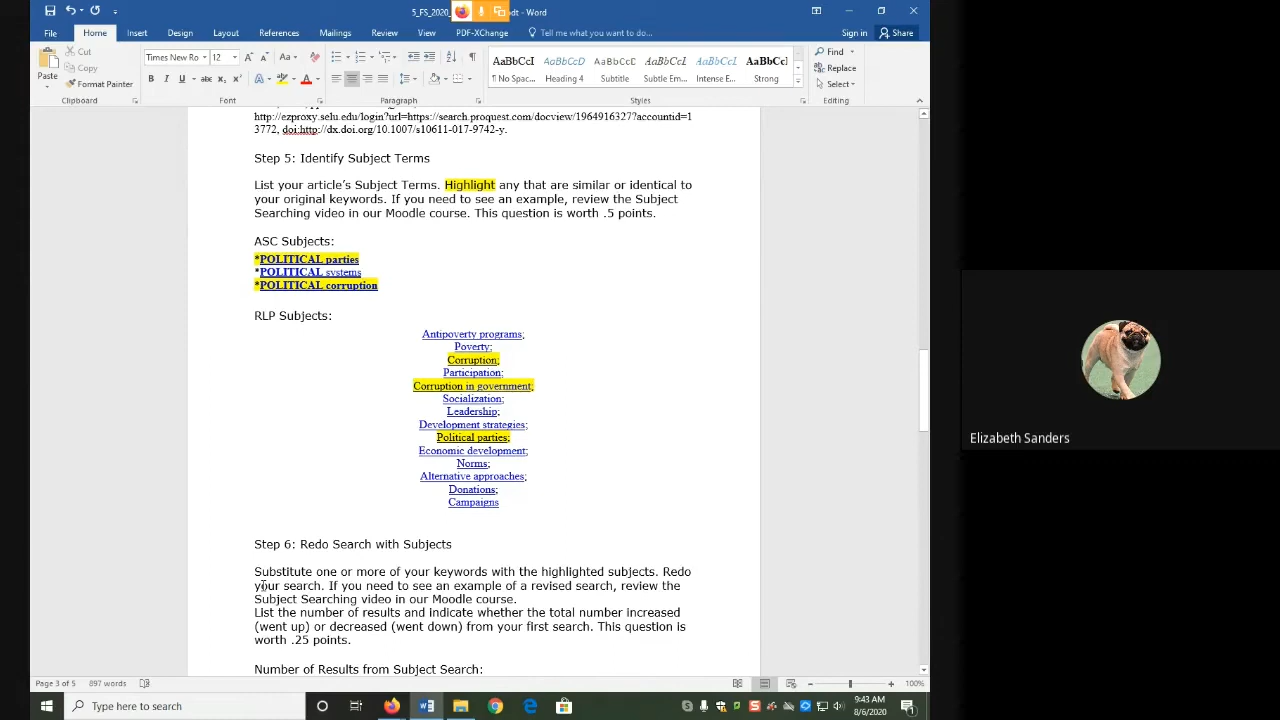 5_FS_2020_
odt - Word
File
Home
Insert
Design
Layout
References
Mailings
Review
View
PDF-XChange
Tell me what you want to do...
Sign in
Share
Paste
Cut
Copy
Format Painter
Clipboard
Times New Ro
12
Font
Paragraph
AaBbCcI
¶ No Spac...
AaBbCcD
Heading 4
AaBbCcD
Subtitle
AaBbCcI
Subtle Em...
AaBbCcI
Intense E...
AaBbCcI
Strong
Styles
Find
Replace
Select
Editing
http://ezproxy.selu.edu/login?url=https://search.proquest.com/docview/1964916327?accountid=1
3772, doi:http://dx.doi.org/10.1007/s10611-017-9742-y.
Step 5: Identify Subject Terms
List your article's Subject Terms. Highlight any that are similar or identical to
your original keywords. If you need to see an example, review the Subject
Searching video in our Moodle course. This question is worth .5 points.
ASC Subjects:
*POLITICAL parties
*POLITICAL systems
*POLITICAL corruption
RLP Subjects:
Antipoverty programs;
Poverty;
Corruption;
Participation;
Corruption in government;
Socialization;
Leadership;
Development strategies;
Political parties;
Economic development;
Norms;
Alternative approaches;
Donations;
Campaigns
Step 6: Redo Search with Subjects
Substitute one or more of your keywords with the highlighted subjects. Redo
your search. If you need to see an example of a revised search, review the
Subject Searching video in our Moodle course.
List the number of results and indicate whether the total number increased
(went up) or decreased (went down) from your first search. This question is
worth .25 points.
Number of Results from Subject Search:
Page 3 of 5
897 words
100%
Type here to search
9:43 AM
8/6/2020
Elizabeth Sanders